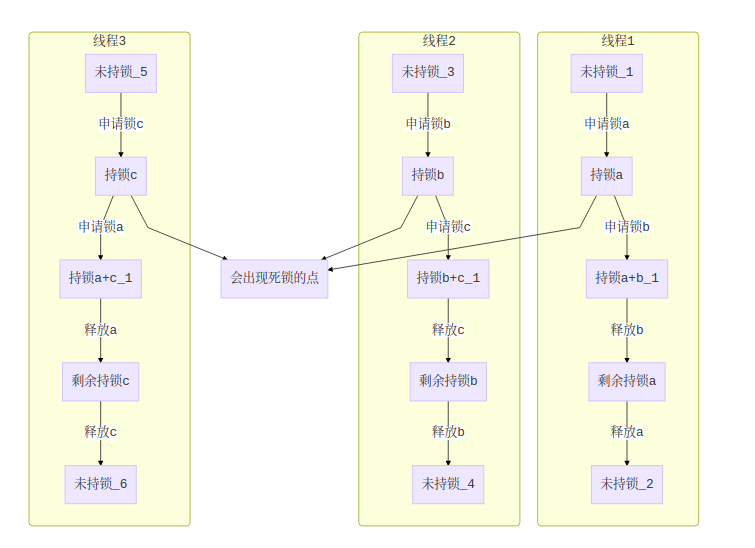 线程3
未持锁_5
申请锁c
持锁c
申请锁a
持锁a+c_1
释放a
剩余持锁c
释放c
未持锁_6
会出现死锁的点
线程2
未持锁_3
申请锁b
持锁b
申请锁c
持锁b+c_1
释放c
剩余持锁b
释放b
未持锁_4
线程1
未持锁_1
申请锁a
持锁a
申请锁b
持锁a+b_1
释放b
剩余持锁a
释放a
未持锁_2